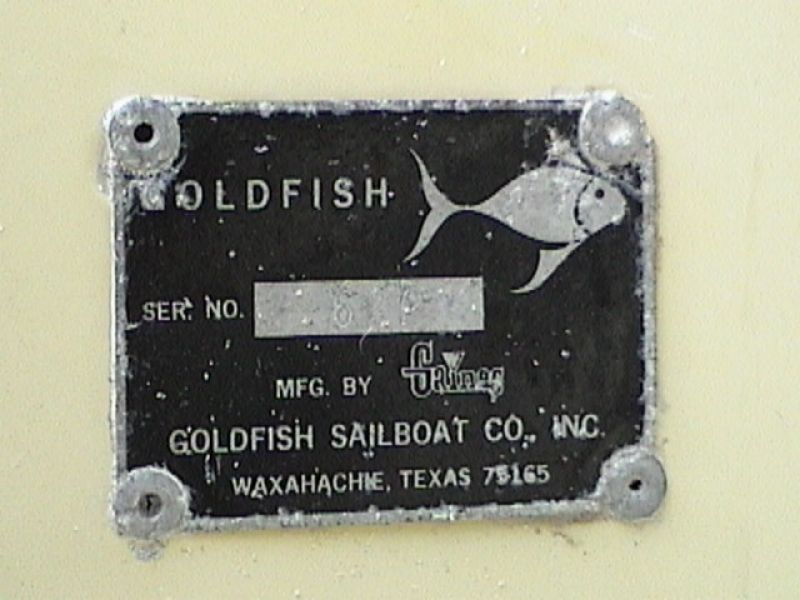 GOLDFISH
SER. NO.
MFG. BY
GOLDFISH SAILBOAT CO., INC.
WAXAHACHIE, TEXAS 75165